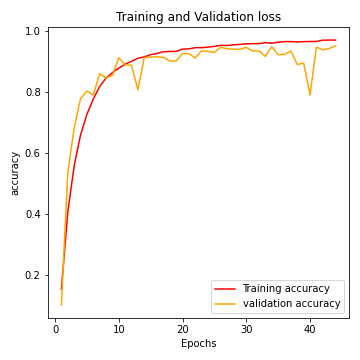 Training and Validation loss
1.0
0.8
0.6
0.4
0.2
accuracy
0
10
20
30
40
Epochs
Training accuracy
validation accuracy